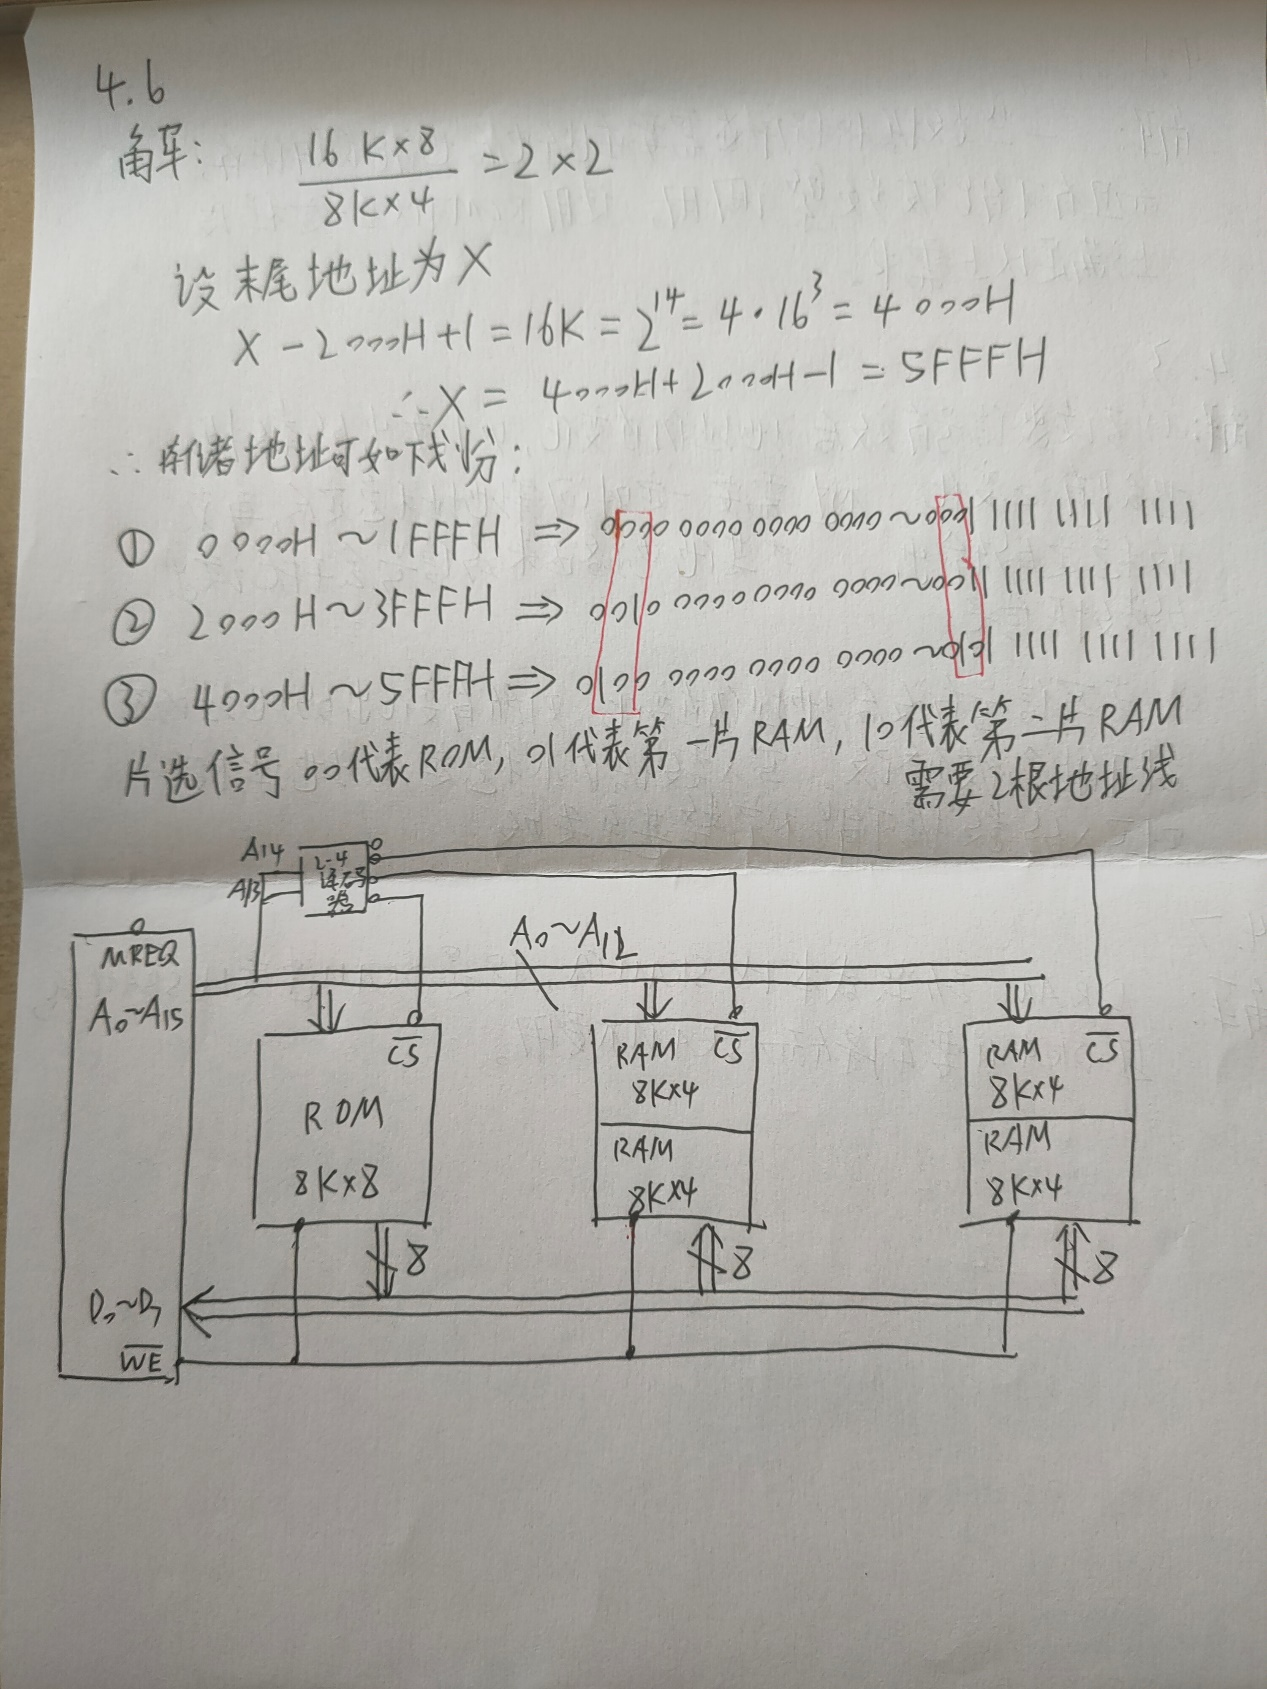 4.6
解: 16K×8 / 8K×4 = 2×2
设末尾地址为X
X-2000H+1=16K=2^14=4·16^3=4000H
∴X=4000H+2000H-1=5FFFH
∴存储地址可如下划分:
① 0000H~1FFFH ⇒ 0000 0000 0000 0000~0001 1111 1111 1111
② 2000H~3FFFH ⇒ 0010 0000 0000 0000~0011 1111 1111 1111
③ 4000H~5FFFH ⇒ 0100 0000 0000 0000~0101 1111 1111 1111
片选信号00代表ROM,01代表第一片RAM,10代表第二片RAM
需要2根地址线
A14
A13
2-4
译码
器
MREQ
A0~A15
A0~A12
CS
ROM
8K×8
RAM CS
8K×4
RAM
8K×4
RAM CS
8K×4
RAM
8K×4
8
8
8
D0~D7
WE